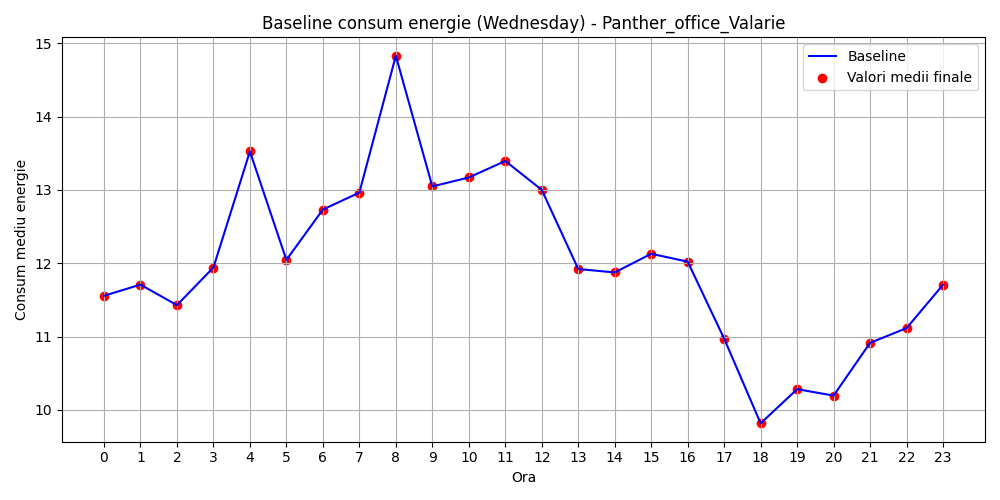 Baseline consum energie (Wednesday) - Panther_office_Valarie
Baseline
Valori medii finale
Consum mediu energie
15
14
13
12
11
10
0 1 2 3 4 5 6 7 8 9 10 11 12 13 14 15 16 17 18 19 20 21 22 23
Ora